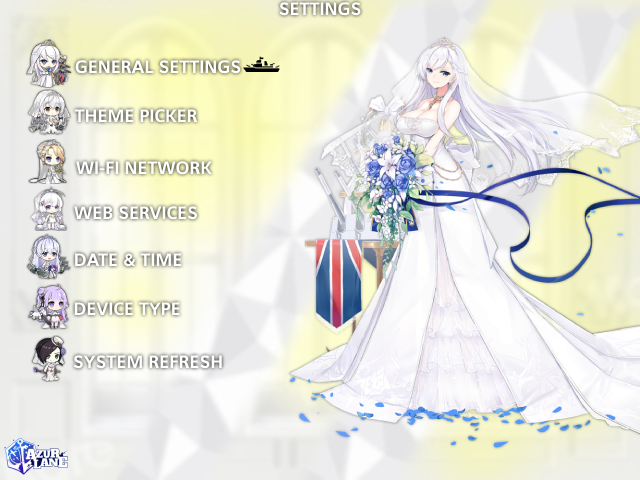 SETTINGS
GENERAL SETTINGS
THEME PICKER
WI-FI NETWORK
WEB SERVICES
DATE & TIME
DEVICE TYPE
SYSTEM REFRESH
AZUR
LANE